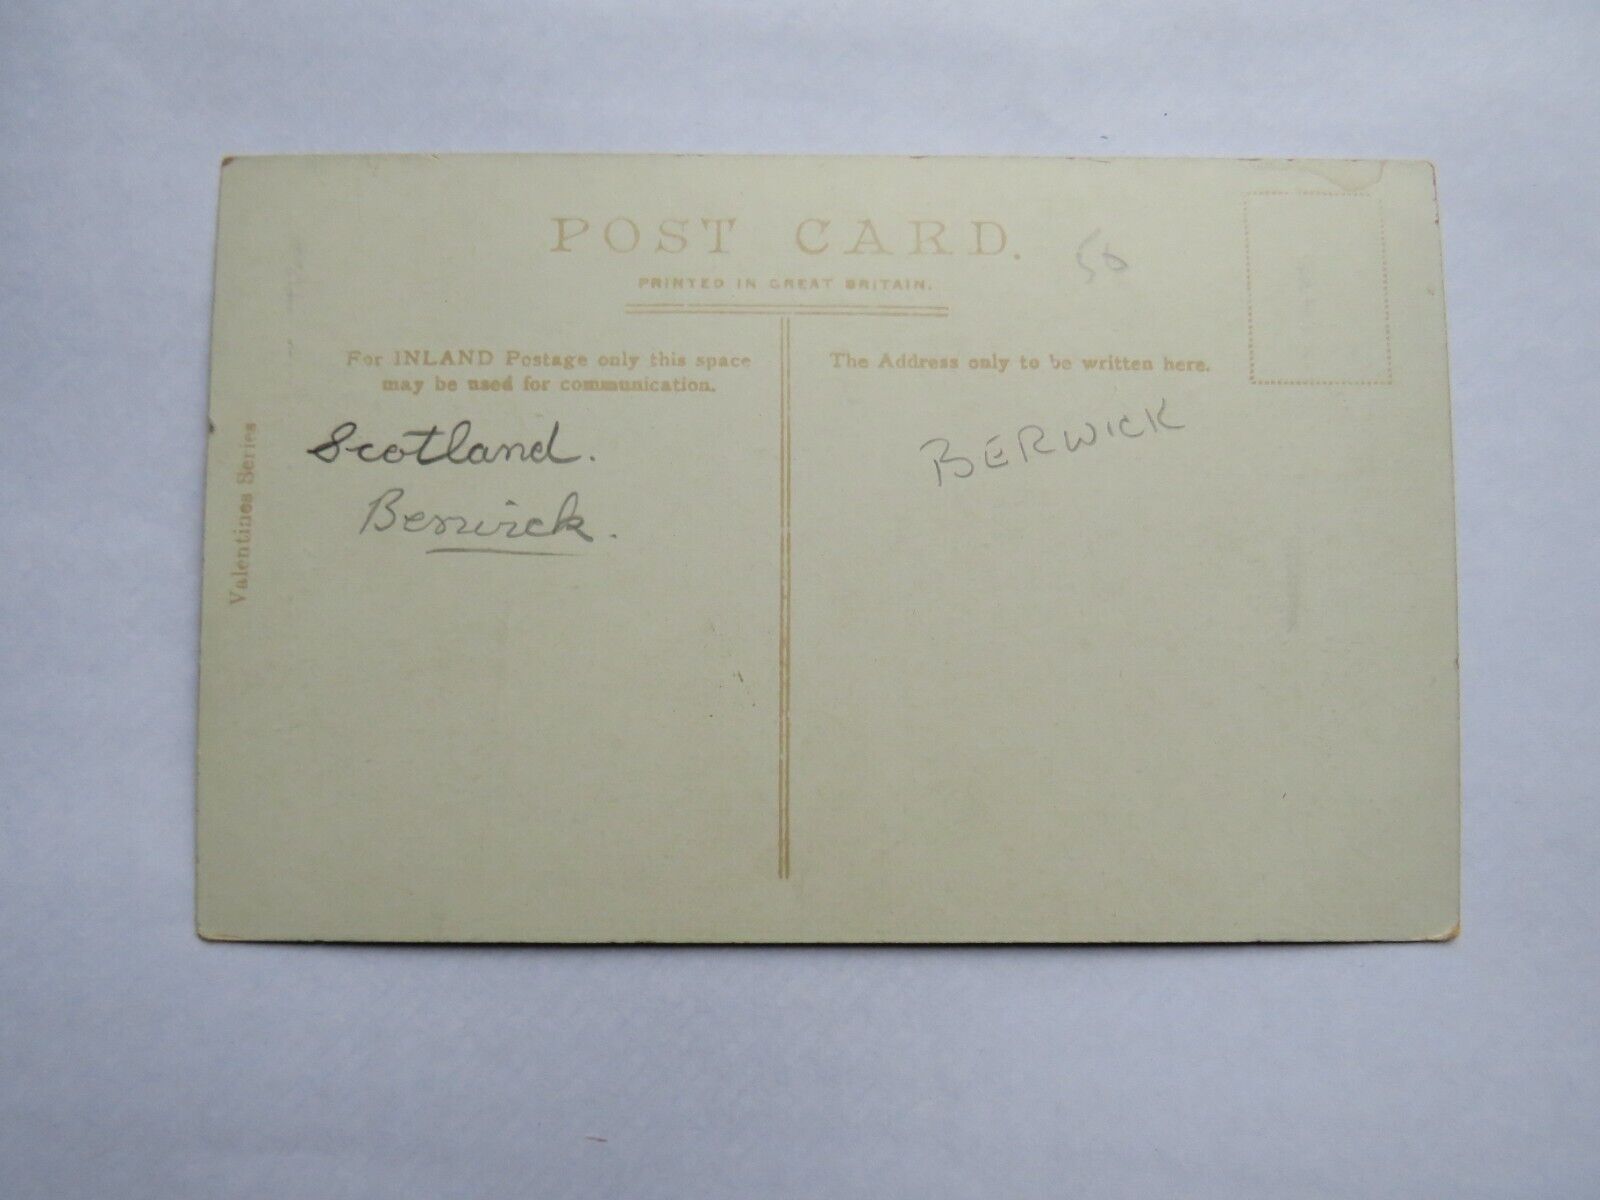 POST CARD.
50
PRINTED IN GREAT BRITAIN.
For INLAND Postage only this space
may be used for communication.
The Address only to be written here.
Valentines Series
Scotland.
Berwick.
BERWICK